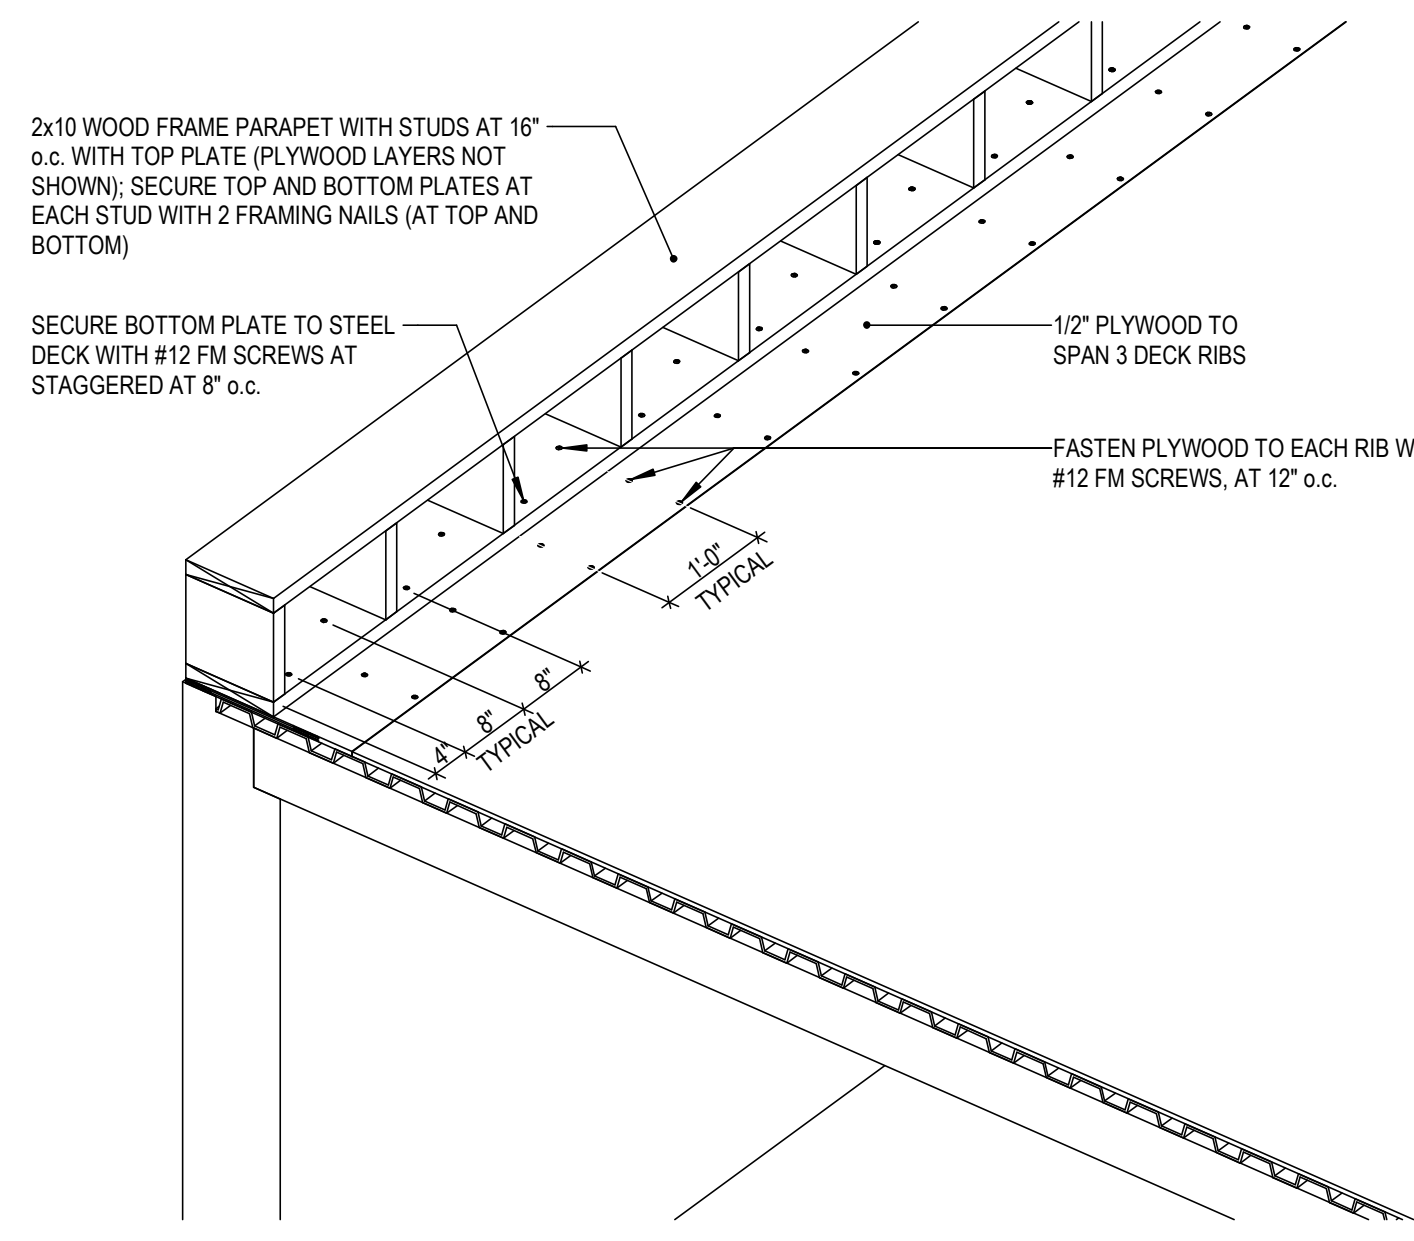 2x10 WOOD FRAME PARAPET WITH STUDS AT 16"
o.c. WITH TOP PLATE (PLYWOOD LAYERS NOT
SHOWN); SECURE TOP AND BOTTOM PLATES AT
EACH STUD WITH 2 FRAMING NAILS (AT TOP AND
BOTTOM)
SECURE BOTTOM PLATE TO STEEL
DECK WITH #12 FM SCREWS AT
STAGGERED AT 8" o.c.
1/2" PLYWOOD TO
SPAN 3 DECK RIBS
FASTEN PLYWOOD TO EACH RIB W
#12 FM SCREWS, AT 12" o.c.
1'-0"
TYPICAL
8"
8"
4"
TYPICAL